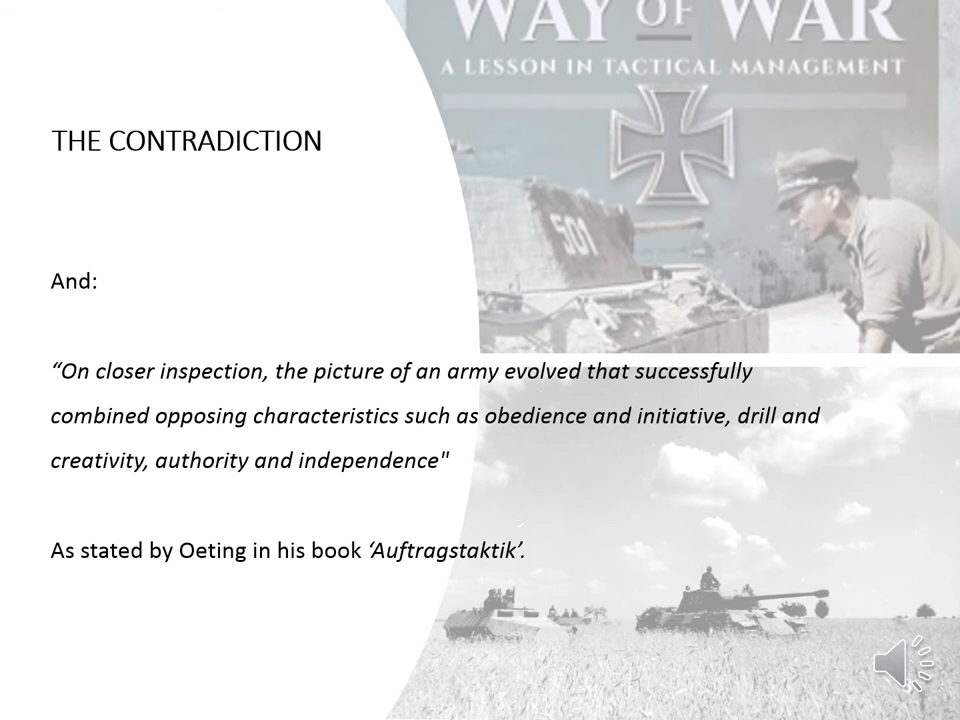 WAY OF WAR
A LESSON IN TACTICAL MANAGEMENT
501
THE CONTRADICTION
And:
“On closer inspection, the picture of an army evolved that successfully
combined opposing characteristics such as obedience and initiative, drill and
creativity, authority and independence"
As stated by Oeting in his book ‘Auftragstaktik’.